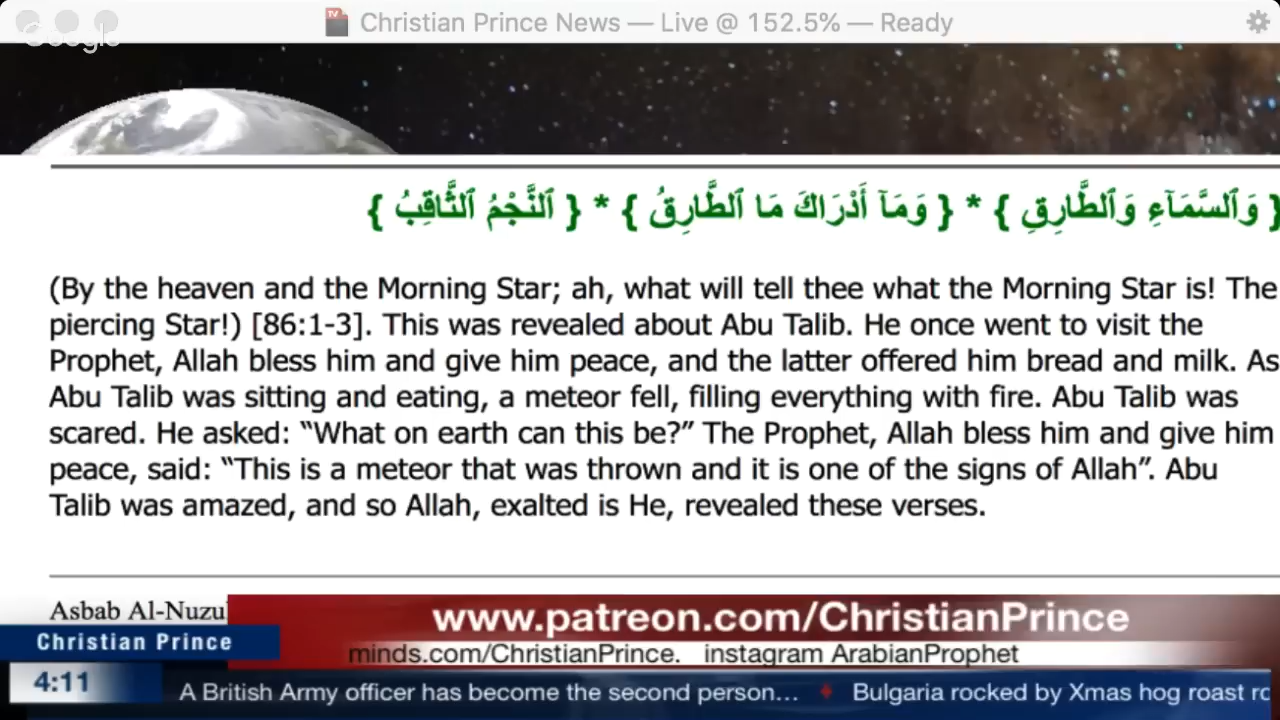 Christian Prince News — Live @ 152.5% — Ready
Google
{ وَٱلسَّمَآءِ وَٱلطَّارِقِ } * { وَمَآ أَدْرَاكَ مَا ٱلطَّارِقُ } * { ٱلنَّجْمُ ٱلثَّاقِبُ }
(By the heaven and the Morning Star; ah, what will tell thee what the Morning Star is! The
piercing Star!) [86:1-3]. This was revealed about Abu Talib. He once went to visit the
Prophet, Allah bless him and give him peace, and the latter offered him bread and milk. As
Abu Talib was sitting and eating, a meteor fell, filling everything with fire. Abu Talib was
scared. He asked: “What on earth can this be?” The Prophet, Allah bless him and give him
peace, said: “This is a meteor that was thrown and it is one of the signs of Allah”. Abu
Talib was amazed, and so Allah, exalted is He, revealed these verses.
Asbab Al-Nuzu
www.patreon.com/ChristianPrince
Christian Prince
minds.com/ChristianPrince. instagram ArabianProphet
4:11
A British Army officer has become the second person... ♦ Bulgaria rocked by Xmas hog roast